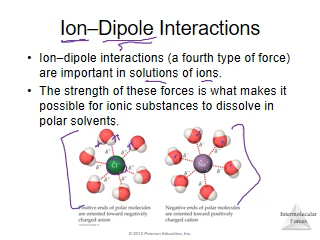 Ion–Dipole Interactions
• Ion–dipole interactions (a fourth type of force)
are important in solutions of ions.
• The strength of these forces is what makes it
possible for ionic substances to dissolve in
polar solvents.
Positive ends of polar molecules
are oriented toward negatively
charged anion
Negative ends of polar molecules
are oriented toward positively
charged cation
Intermolecular
Forces
© 2012 Pearson Education, Inc.